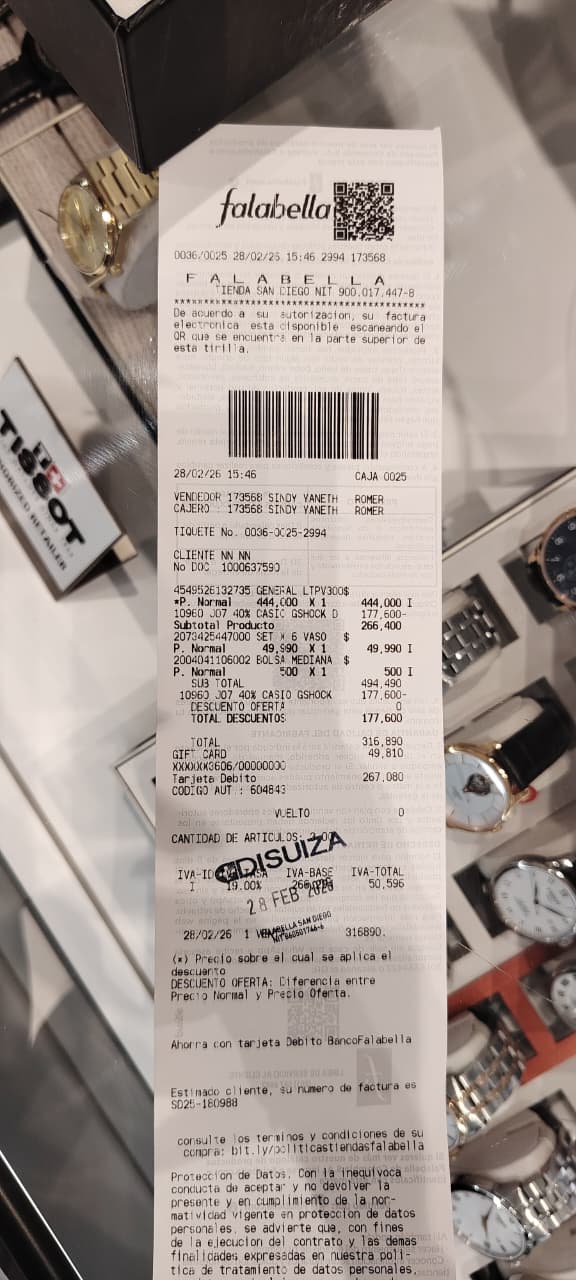 falabella
0036/0025 28/02/26 15:46 2994 173568
F A L A B E L L A
TIENDA SAN DIEGO NIT 900.017.447-8
****************************************
De acuerdo a su autorizacion, su factura
electronica esta disponible escaneando el
QR que se encuentra en la parte superior de
esta tirilla.
28/02/26 15:46 CAJA 0025
VENDEDOR 173568 SINDY YANETH ROMER
CAJERO : 173568 SINDY YANETH ROMER
TIQUETE No. 0036-0025-2994
CLIENTE NN NN
No DOC 1000637590
4549526132735 GENERAL LTPV300$
*P. Normal 444,000 X 1 444,000 I
10960 J07 40% CASIO GSHOCK D 177,600-
Subtotal Producto 266,400
2073425447000 SET X 6 VASO $
P. Normal 49,990 X 1 49,990 I
2004041106002 BOLSA MEDIANA $
P. Normal 500 X 1 500 I
SUB TOTAL 494,490
10960 J07 40% CASIO GSHOCK 177,600-
DESCUENTO OFERTA 0
TOTAL DESCUENTOS 177,600
TOTAL 316,890
GIFT CARD 49,810
XXXXXX3606/00000000
Tarjeta Debito 267,080
CODIGO AUT : 604843
VUELTO 0
CANTIDAD DE ARTICULOS:
DISUIZA
IVA-BASE IVA-TOTAL
I 19.00% 50,596
28 FEB 2026
28/02/26 1 316890.
FALABELLA SAN DIEGO
(*) Precio sobre el cual se aplica el
descuento
DESCUENTO OFERTA: Diferencia entre
Precio Normal y Precio Oferta.
Ahorra con tarjeta Debito BancoFalabella
Estimado cliente, su numero de factura es
SD25-180988
consulte los terminos y condiciones de su
compra: bit.ly/politicastiendasfalabella
Proteccion de Datos. Con la inequivoca
conducta de aceptar y no devolver la
presente y en cumplimiento de la nor-
matividad vigente en proteccion de datos
personales, se advierte que, con fines
de la ejecucion del contrato y las demas
finalidades expresadas en nuestra poli-
tica de tratamiento de datos personales,
TISSOT
AUTHORIZED RETAILER